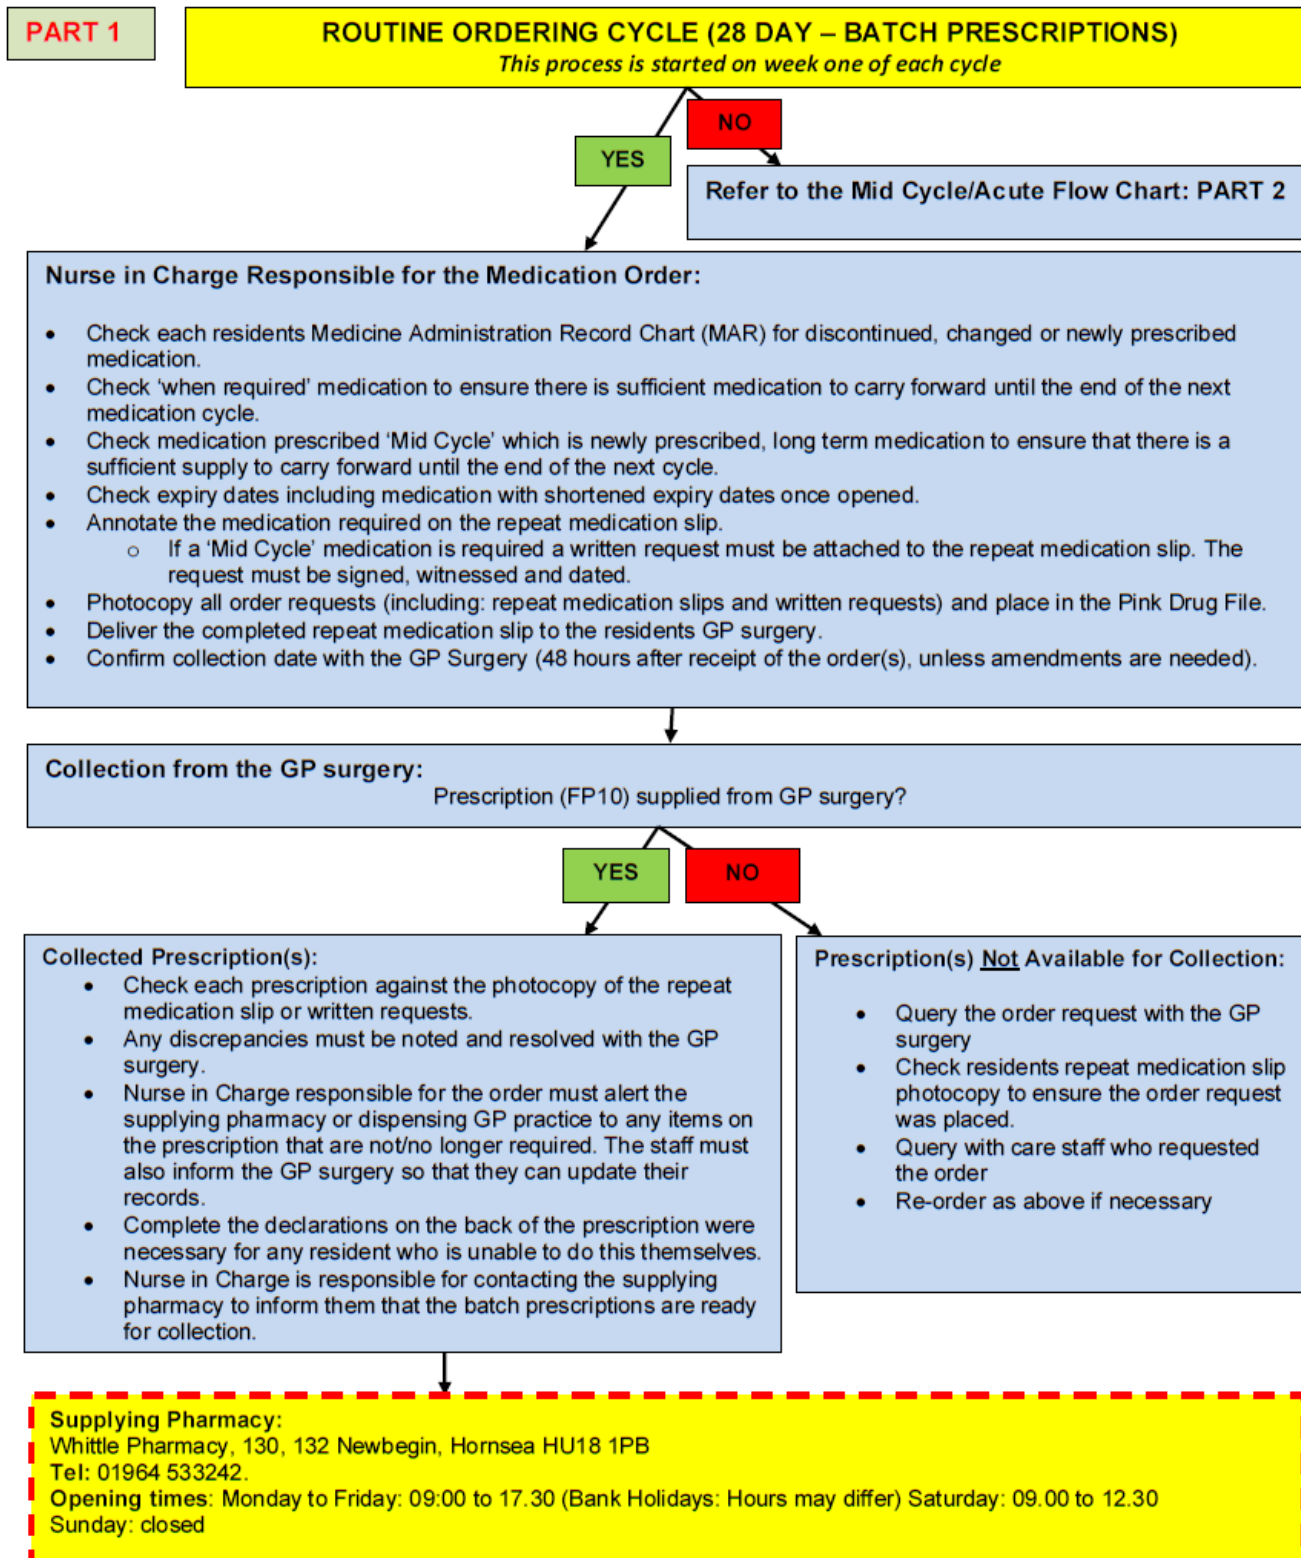 PART 1
ROUTINE ORDERING CYCLE (28 DAY – BATCH PRESCRIPTIONS)
This process is started on week one of each cycle
NO
YES
Refer to the Mid Cycle/Acute Flow Chart: PART 2
Nurse in Charge Responsible for the Medication Order:
• Check each residents Medicine Administration Record Chart (MAR) for discontinued, changed or newly prescribed
medication.
• Check ‘when required’ medication to ensure there is sufficient medication to carry forward until the end of the next
medication cycle.
• Check medication prescribed ‘Mid Cycle’ which is newly prescribed, long term medication to ensure that there is a
sufficient supply to carry forward until the end of the next cycle.
• Check expiry dates including medication with shortened expiry dates once opened.
• Annotate the medication required on the repeat medication slip.
o If a ‘Mid Cycle’ medication is required a written request must be attached to the repeat medication slip. The
request must be signed, witnessed and dated.
• Photocopy all order requests (including: repeat medication slips and written requests) and place in the Pink Drug File.
• Deliver the completed repeat medication slip to the residents GP surgery.
• Confirm collection date with the GP Surgery (48 hours after receipt of the order(s), unless amendments are needed).
Collection from the GP surgery:
Prescription (FP10) supplied from GP surgery?
YES
NO
Collected Prescription(s):
• Check each prescription against the photocopy of the repeat
medication slip or written requests.
• Any discrepancies must be noted and resolved with the GP
surgery.
• Nurse in Charge responsible for the order must alert the
supplying pharmacy or dispensing GP practice to any items on
the prescription that are not/no longer required. The staff must
also inform the GP surgery so that they can update their
records.
• Complete the declarations on the back of the prescription were
necessary for any resident who is unable to do this themselves.
• Nurse in Charge is responsible for contacting the supplying
pharmacy to inform them that the batch prescriptions are ready
for collection.
Prescription(s) Not Available for Collection:
• Query the order request with the GP
surgery
• Check residents repeat medication slip
photocopy to ensure the order request
was placed.
• Query with care staff who requested
the order
• Re-order as above if necessary
Supplying Pharmacy:
Whittle Pharmacy, 130, 132 Newbegin, Hornsea HU18 1PB
Tel: 01964 533242.
Opening times: Monday to Friday: 09:00 to 17.30 (Bank Holidays: Hours may differ) Saturday: 09.00 to 12.30
Sunday: closed